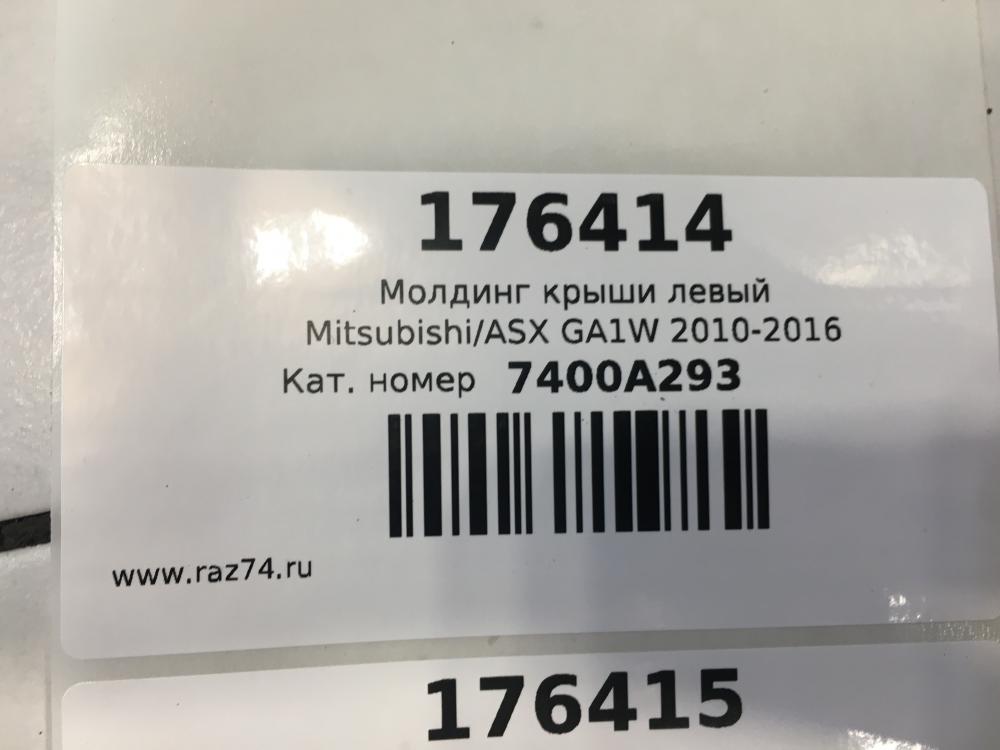 176414
Молдинг крыши левый
Mitsubishi/ASX GA1W 2010-2016
Кат. номер 7400A293
www.raz74.ru
176415